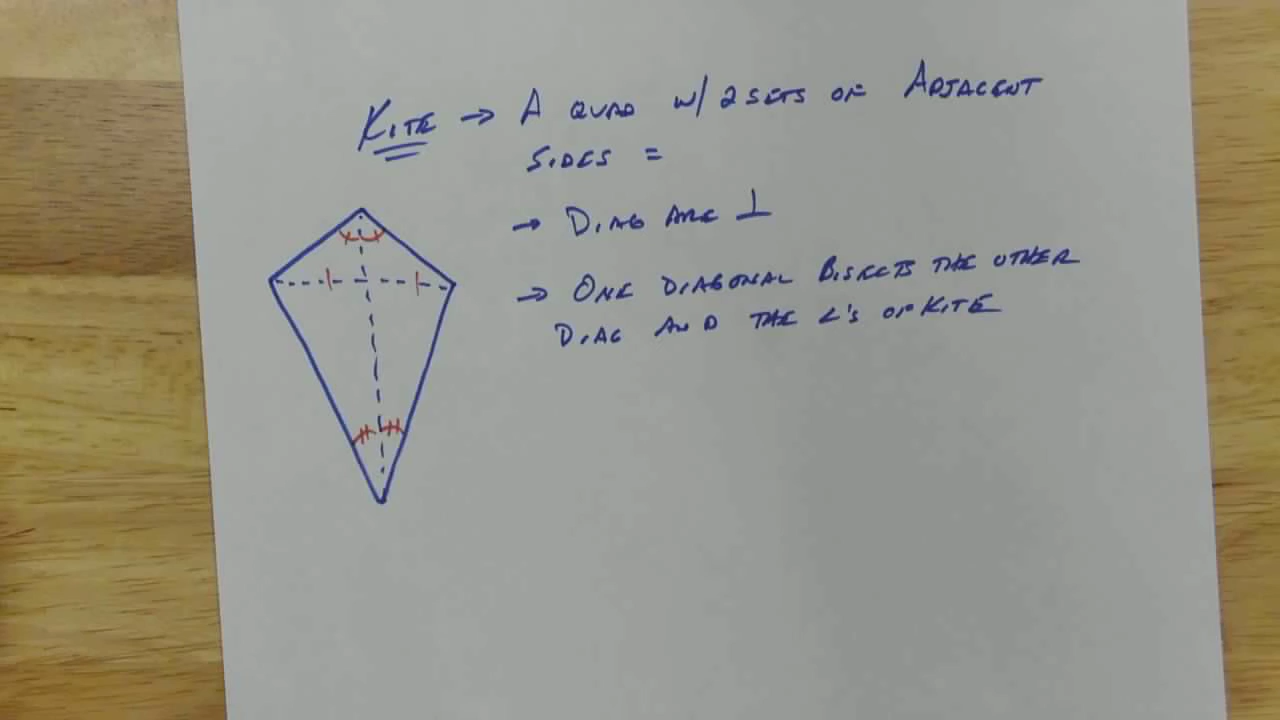 KITE → A QUAD W/ 2 SETS OF ADJACENT
SIDES =
→ DIAG ARE ⊥
→ ONE DIAGONAL BISECTS THE OTHER
DIAG AND THE ∠'S OF KITE